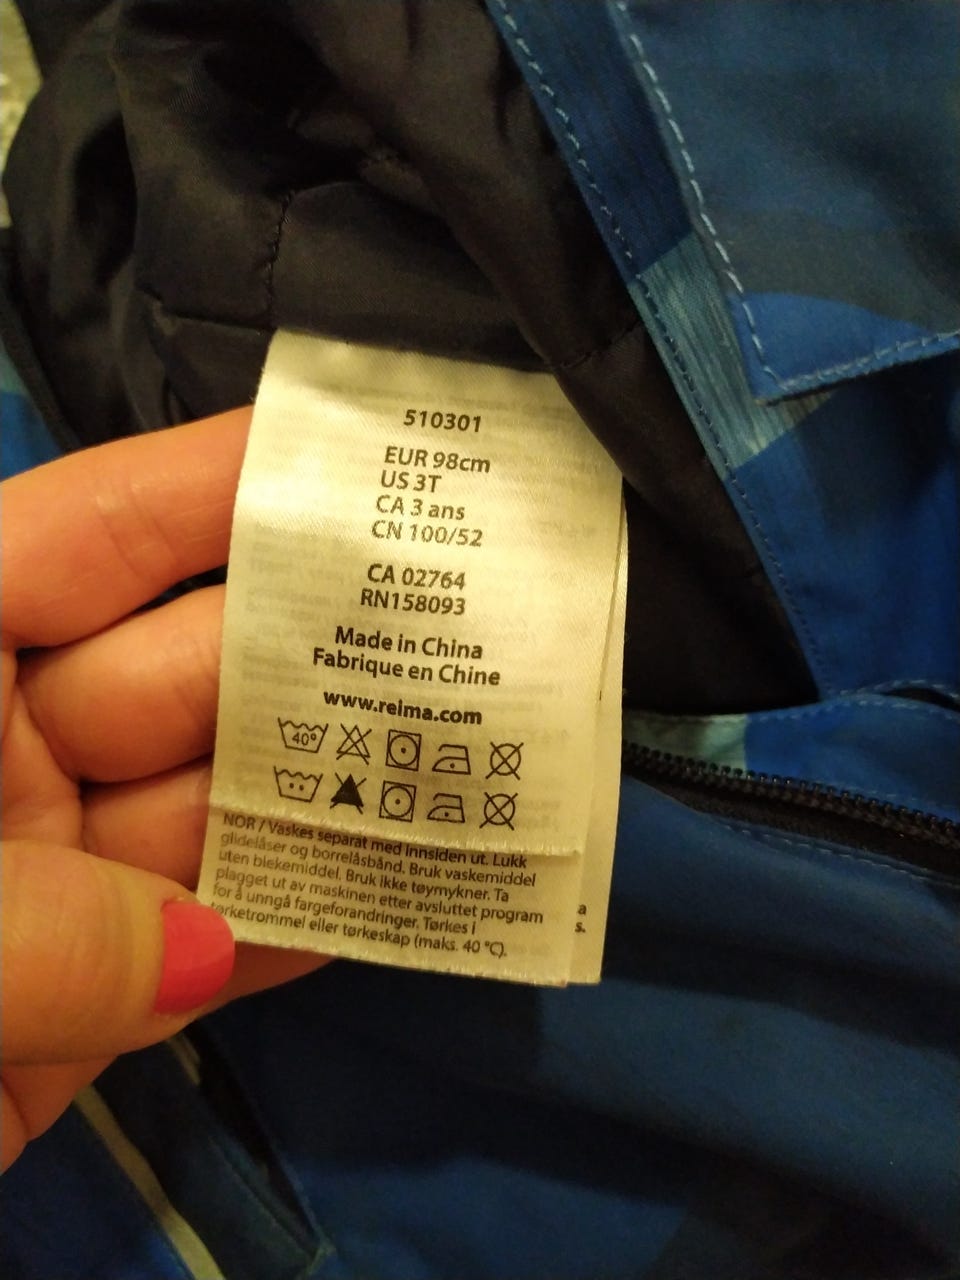 510301
EUR 98cm
US 3T
CA 3 ans
CN 100/52
CA 02764
RN158093
Made in China
Fabrique en Chine
www.reima.com
40°
NOR / Vaskes separat med innsiden ut. Lukk
glidelåser og borrelåsbånd. Bruk vaskemiddel
uten blekemiddel. Bruk ikke tøymykner. Ta
plagget ut av maskinen etter avsluttet program
for å unngå fargeforandringer. Tørkes i
tørketrommel eller tørkeskap (maks. 40 °C).
a
s.